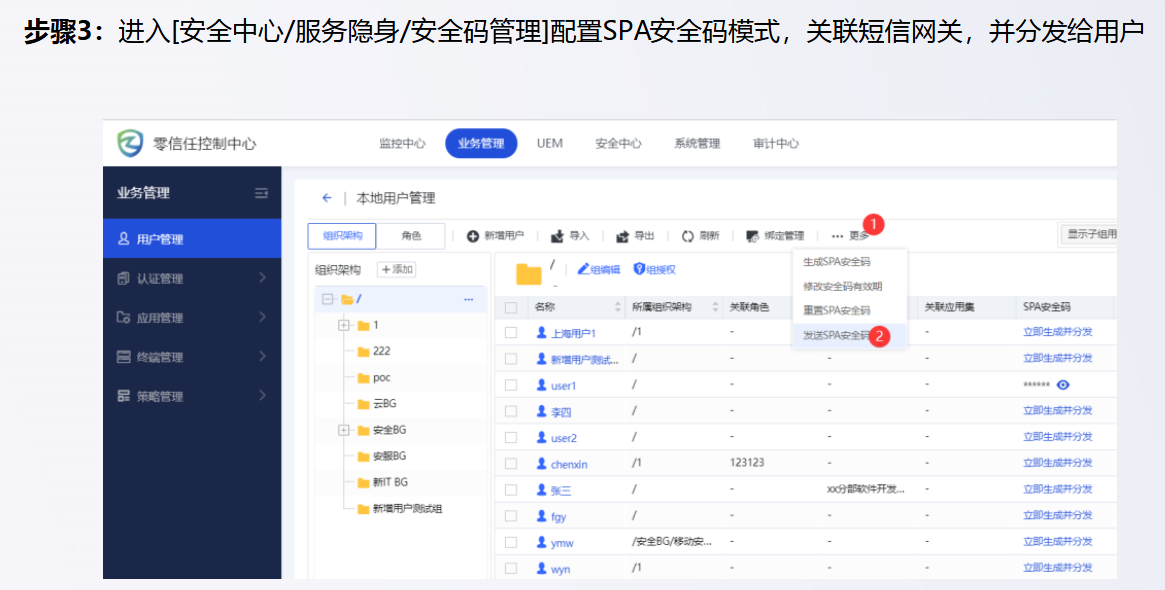 步骤3：进入[安全中心/服务隐身/安全码管理]配置SPA安全码模式，关联短信网关，并分发给用户
零信任控制中心 监控中心 业务管理 UEM 安全中心 系统管理 审计中心
业务管理
用户管理
认证管理
应用管理
终端管理
策略管理
本地用户管理
组织架构 角色 新增用户 导入 导出 刷新 绑定管理 ··· 更多 1 显示子组用
生成SPA安全码
修改安全码有效期
重置SPA安全码
发送SPA安全码 2
组织架构 +添加
/ ···
1
222
poc
云BG
安全BG
安服BG
新IT BG
新增用户测试组
/ 组编辑 组授权
-
名称 所属组织架构 关联角色 关联应用集 SPA安全码
上海用户1 /1 - - 立即生成并分发
新增用户测试... / - - - 立即生成并分发
user1 / - - - ******
李四 / - - - 立即生成并分发
user2 / - - - 立即生成并分发
chenxin /1 123123 - - 立即生成并分发
张三 / - xx分部软件开发... - 立即生成并分发
fgy / - - - 立即生成并分发
ymw /安全BG/移动安... - - - 立即生成并分发
wyn /1 - - - 立即生成并分发